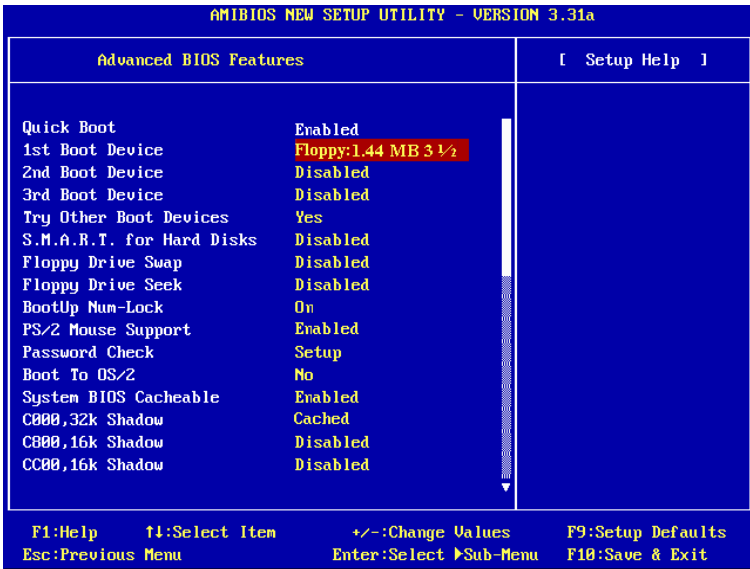 AMIBIOS NEW SETUP UTILITY - VERSION 3.31a
Advanced BIOS Features [ Setup Help ]
Quick Boot Enabled
1st Boot Device Floppy:1.44 MB 3 1⁄2
2nd Boot Device Disabled
3rd Boot Device Disabled
Try Other Boot Devices Yes
S.M.A.R.T. for Hard Disks Disabled
Floppy Drive Swap Disabled
Floppy Drive Seek Disabled
BootUp Num-Lock On
PS/2 Mouse Support Enabled
Password Check Setup
Boot To OS/2 No
System BIOS Cacheable Enabled
C000,32k Shadow Cached
C800,16k Shadow Disabled
CC00,16k Shadow Disabled
F1:Help ↑↓:Select Item +/-:Change Values F9:Setup Defaults
Esc:Previous Menu Enter:Select ▶Sub-Menu F10:Save & Exit